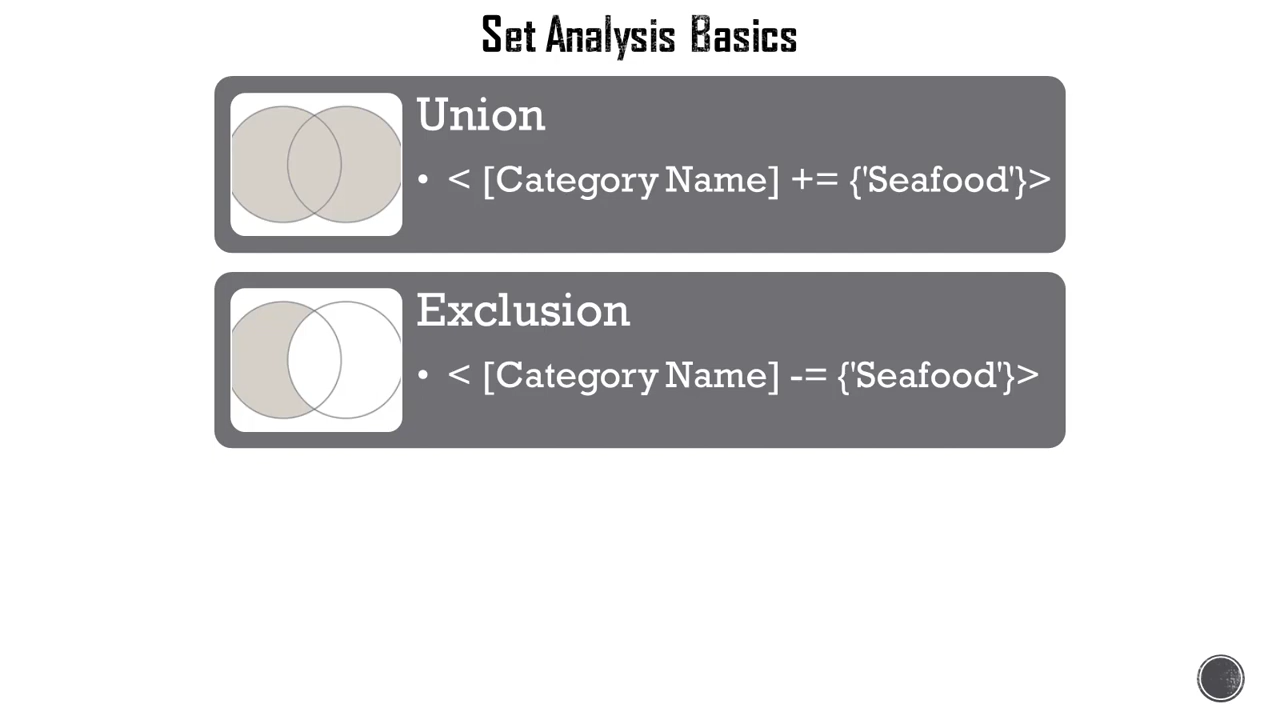 Set Analysis Basics
Union
• < [Category Name] += {'Seafood'}>
Exclusion
• < [Category Name] -= {'Seafood'}>